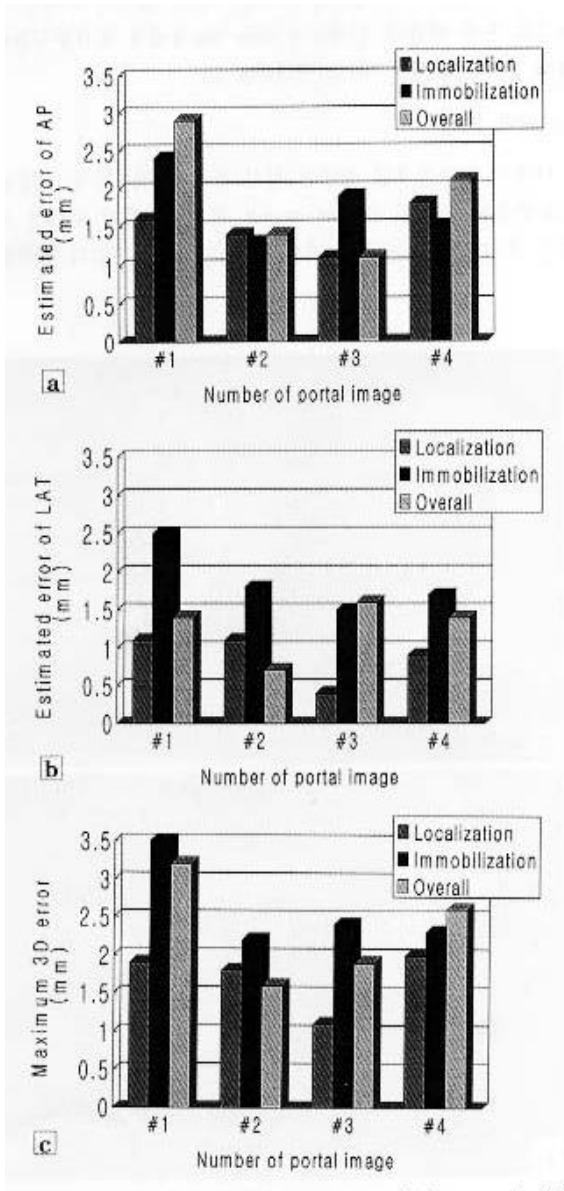 Localization
Immobilization
Overall
Estimated error of AP
(mm)
3.5
3
2.5
2
1.5
1
0.5
0
#1 #2 #3 #4
Number of portal image
a
Localization
Immobilization
Overall
Estimated error of LAT
(mm)
3.5
3
2.5
2
1.5
1
0.5
0
#1 #2 #3 #4
Number of portal image
b
Localization
Immobilization
Overall
Maximum 3D error
(mm)
3.5
3
2.5
2
1.5
1
0.5
0
#1 #2 #3 #4
Number of portal image
c